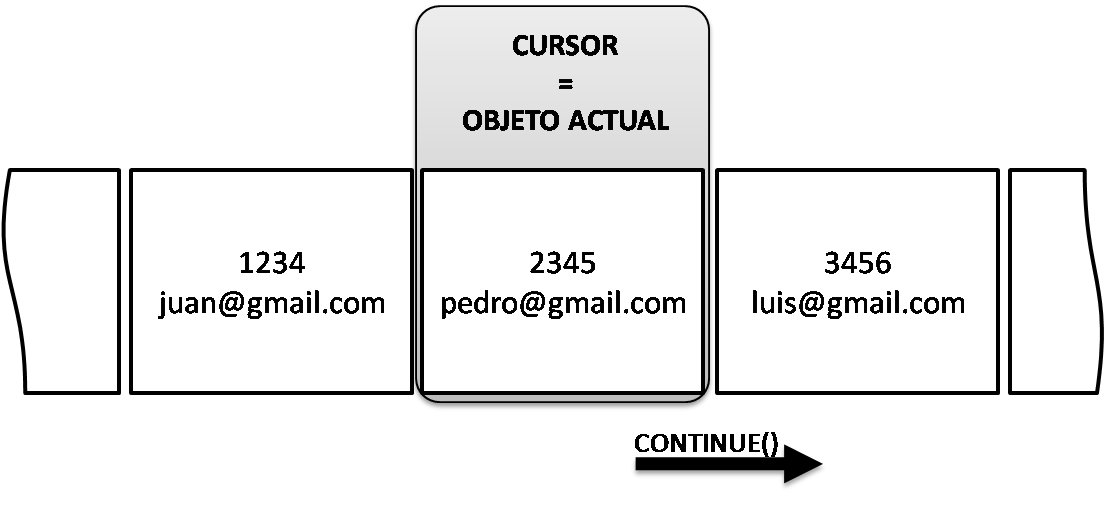 CURSOR
=
OBJETO ACTUAL
1234
juan@gmail.com
2345
pedro@gmail.com
3456
luis@gmail.com
CONTINUE()